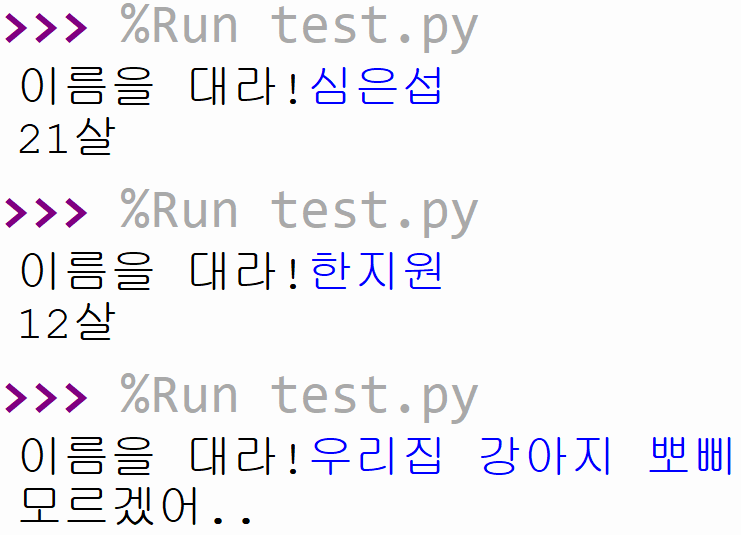 >>> %Run test.py
이름을 대라!심은섭
21살
>>> %Run test.py
이름을 대라!한지원
12살
>>> %Run test.py
이름을 대라!우리집 강아지 뽀삐
모르겠어..